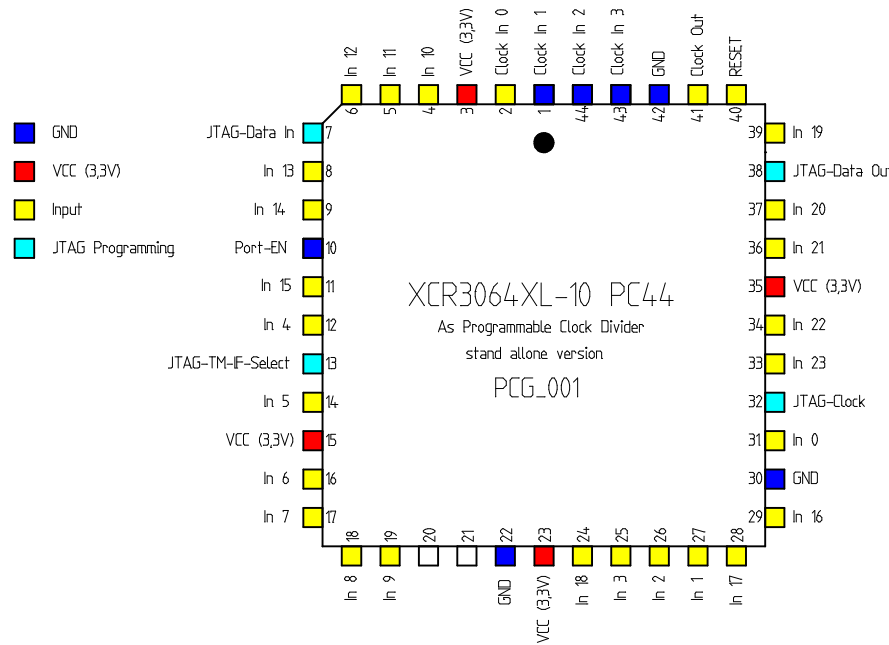 In 12
In 11
In 10
VCC (3,3V)
Clock In 0
Clock In 1
Clock In 2
Clock In 3
GND
Clock Out
RESET
6
5
4
3
2
1
44
43
42
41
40
GND
VCC (3,3V)
Input
JTAG Programming
JTAG-Data In 7
In 13 8
In 14 9
Port-EN 10
In 15 11
In 4 12
JTAG-TM-IF-Select 13
In 5 14
VCC (3,3V) 15
In 6 16
In 7 17
XCR3064XL-10 PC44
As Programmable Clock Divider
stand allone version
PCG_001
39 In 19
38 JTAG-Data Out
37 In 20
36 In 21
35 VCC (3,3V)
34 In 22
33 In 23
32 JTAG-Clock
31 In 0
30 GND
29 In 16
18
19
20
21
22
23
24
25
26
27
28
In 8
In 9
GND
VCC (3,3V)
In 18
In 3
In 2
In 1
In 17